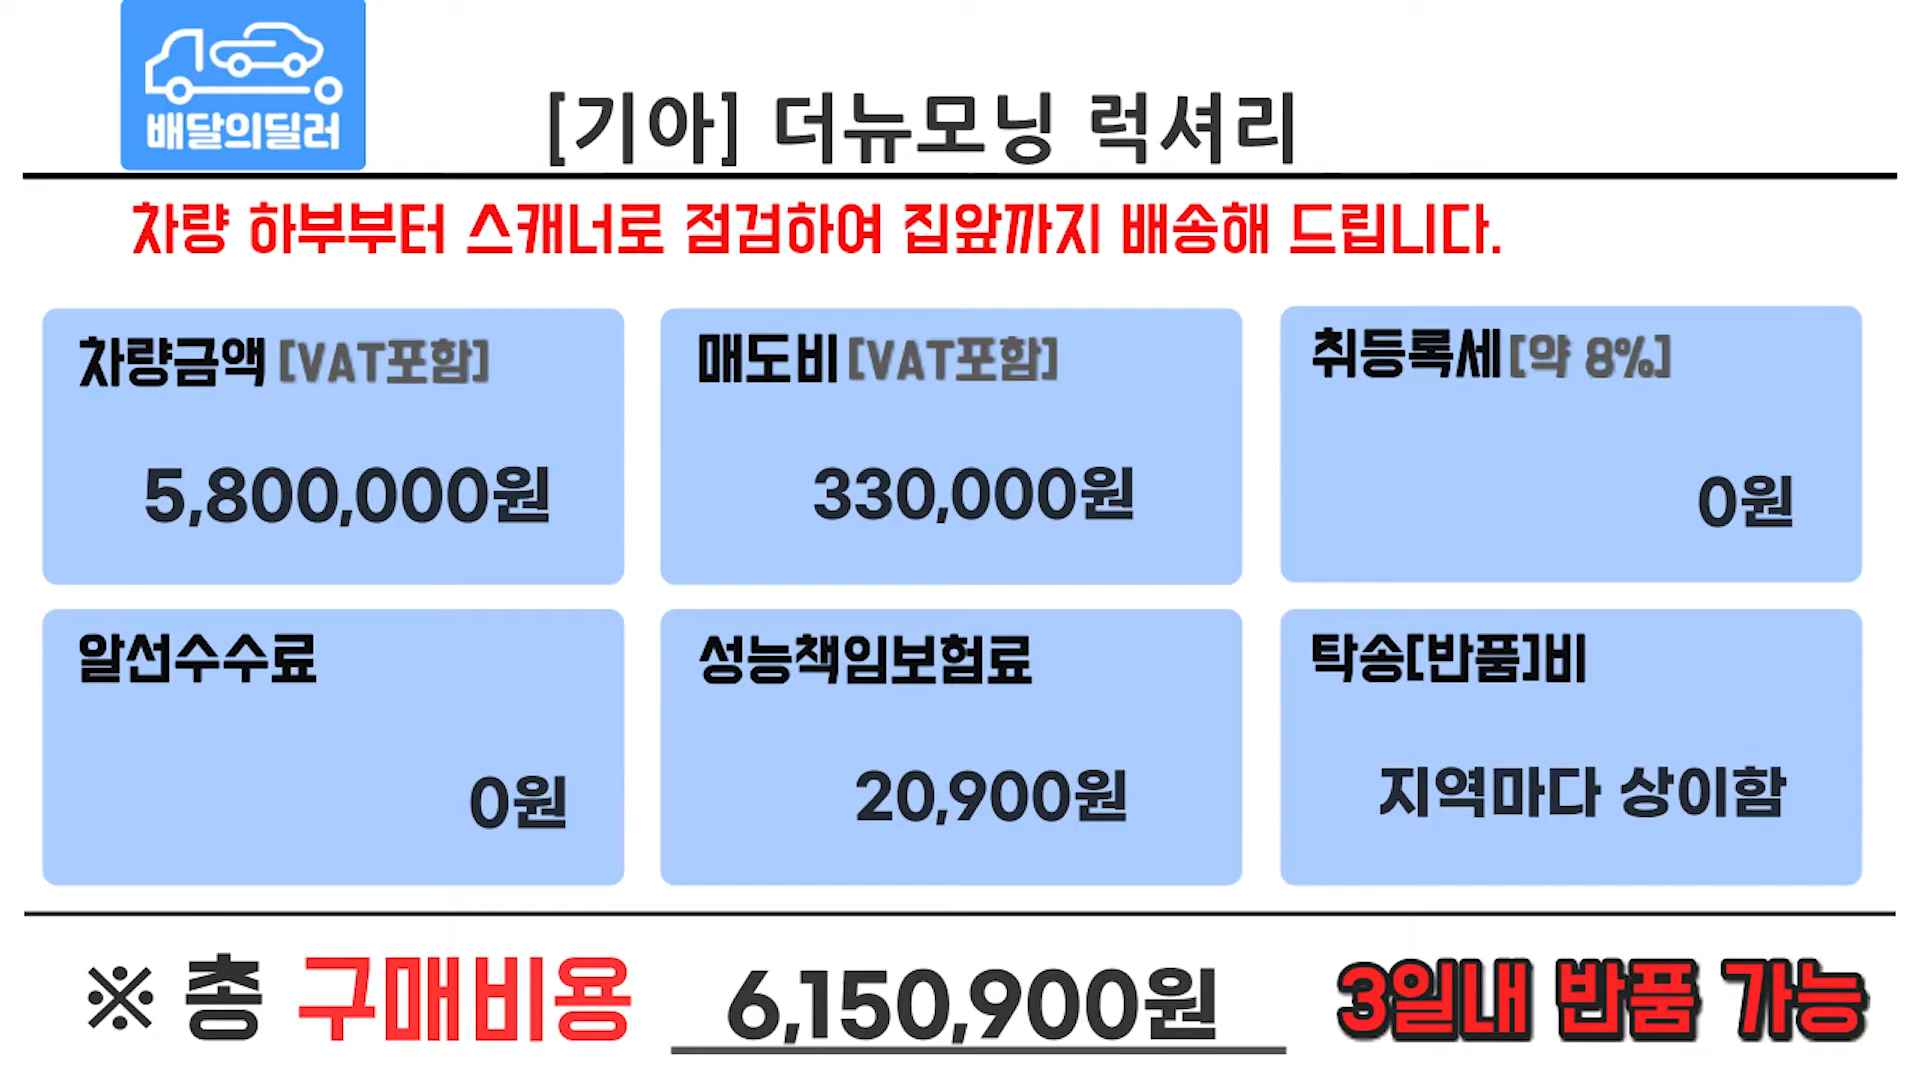 배달의딜러
[기아] 더뉴모닝 럭셔리
차량 하부부터 스캐너로 점검하여 집앞까지 배송해 드립니다.
차량금액 [VAT포함]
5,800,000원
매도비 [VAT포함]
330,000원
취등록세 [약 8%]
0원
알선수수료
0원
성능책임보험료
20,900원
탁송[반품]비
지역마다 상이함
※ 총 구매비용 6,150,900원 3일내 반품 가능